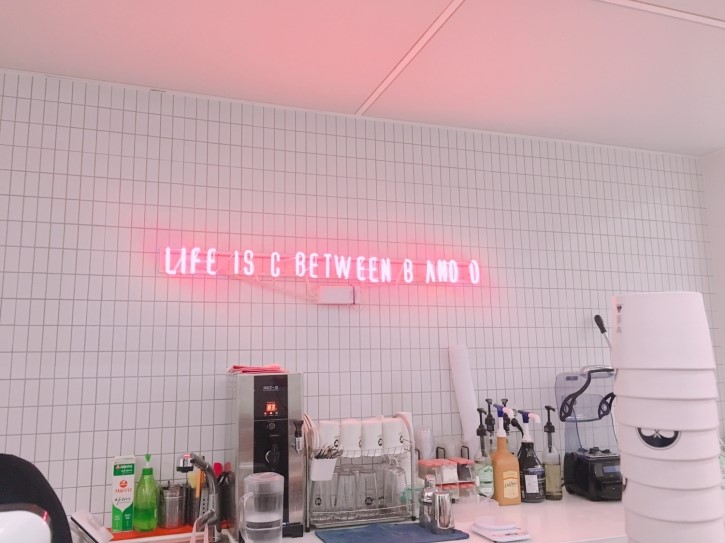 LIFE IS C BETWEEN B AND D